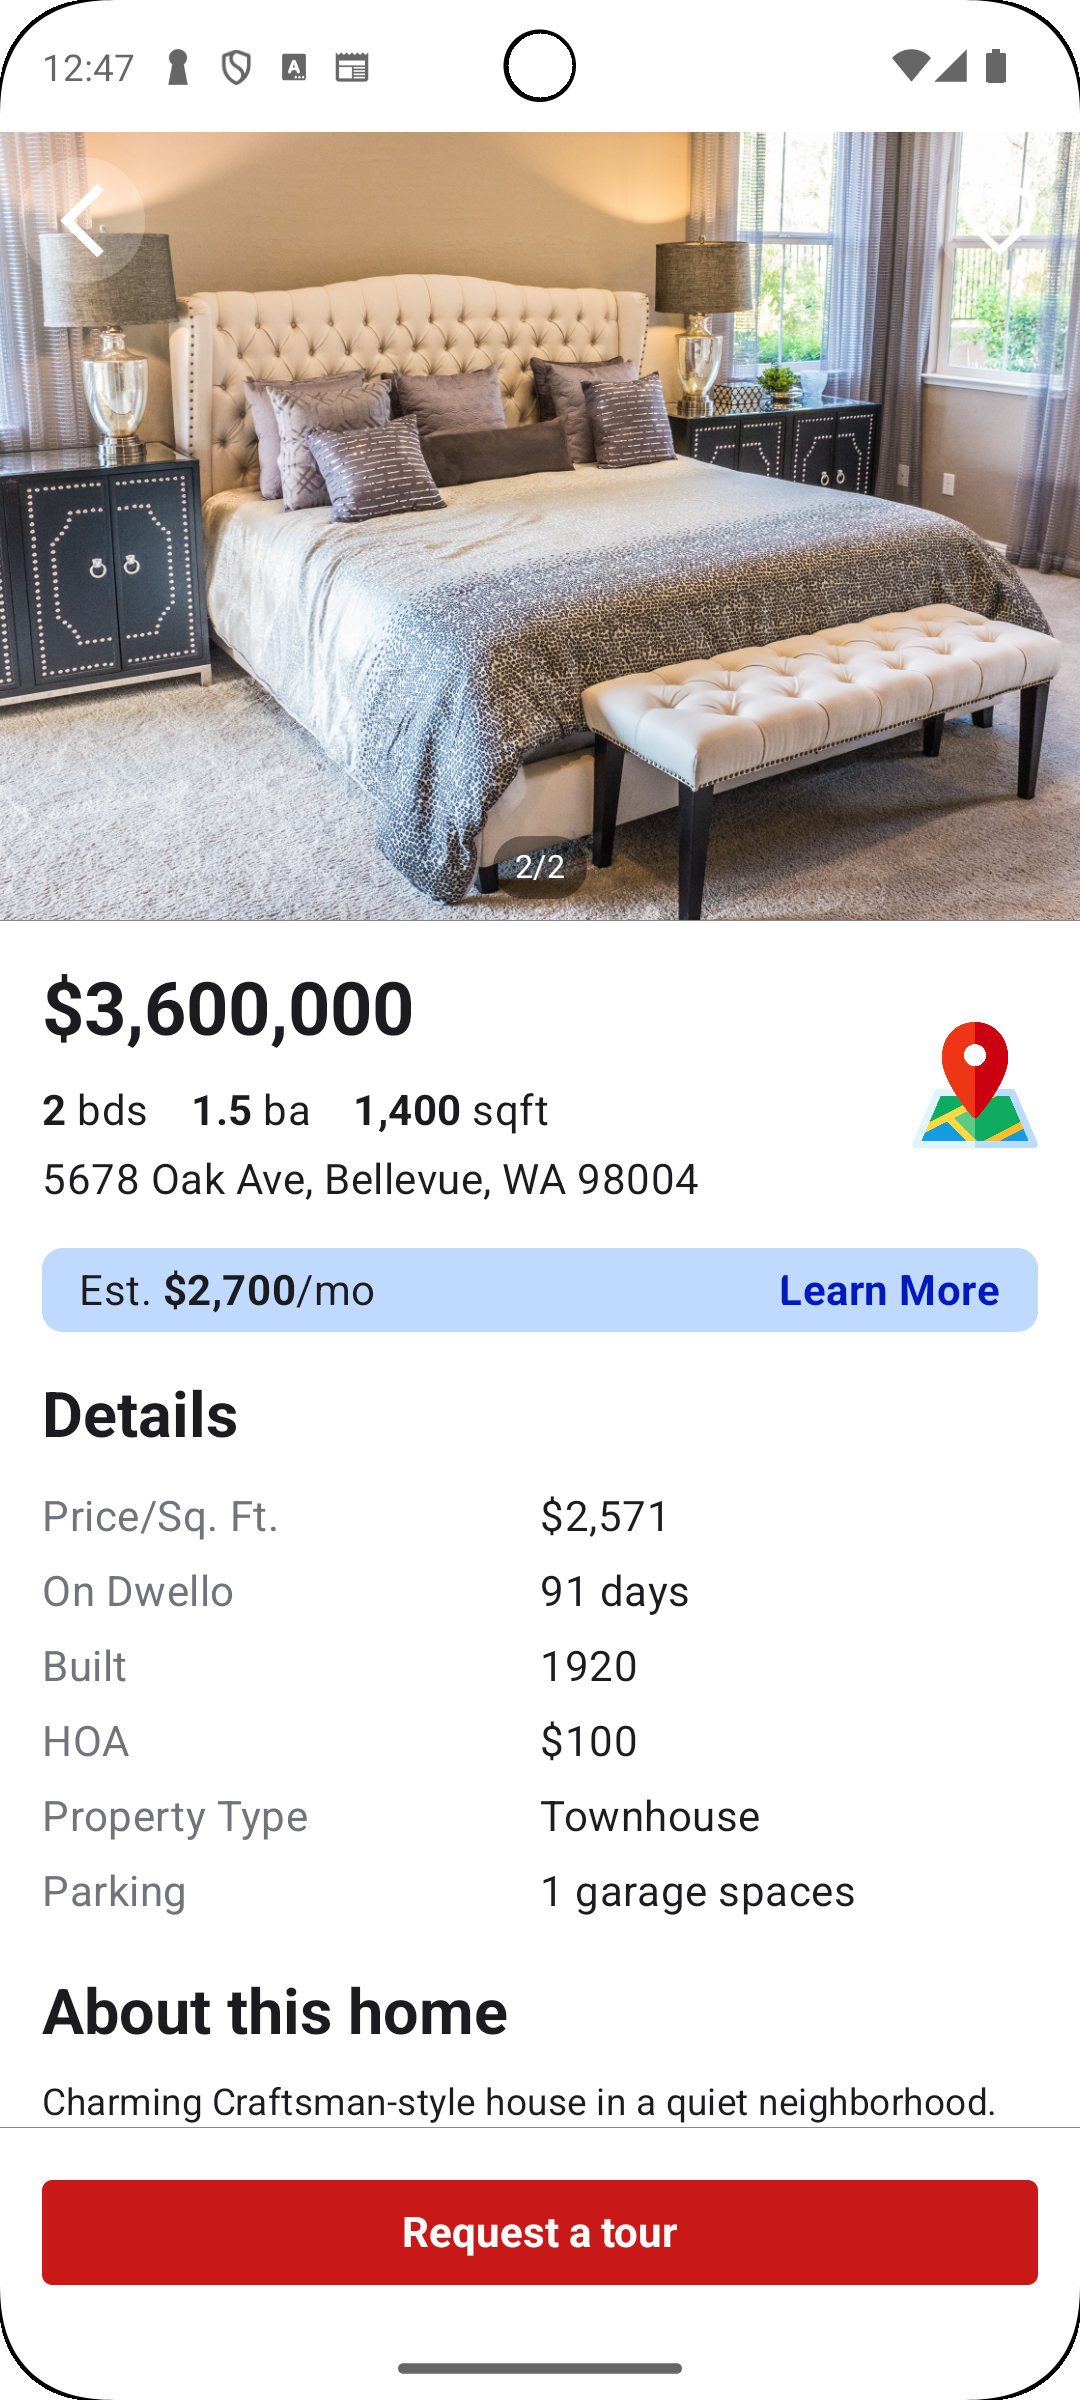 12:47
2/2
$3,600,000
2 bds 1.5 ba 1,400 sqft
5678 Oak Ave, Bellevue, WA 98004
Est. $2,700/mo Learn More
Details
Price/Sq. Ft. $2,571
On Dwello 91 days
Built 1920
HOA $100
Property Type Townhouse
Parking 1 garage spaces
About this home
Charming Craftsman-style house in a quiet neighborhood.
Request a tour